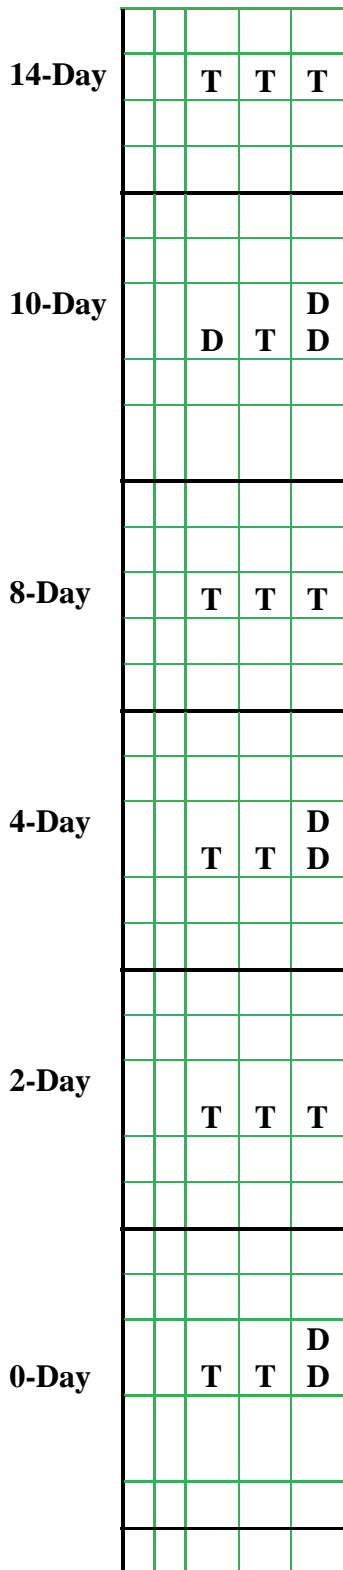 14-Day T T T
D
10-Day D T D
8-Day T T T
D
4-Day T T D
2-Day
T T T
D
0-Day T T D